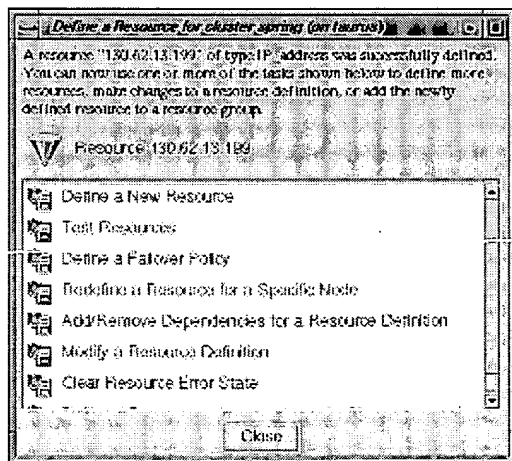 Define a Resource for cluster spring (on taurus)
A resource "130.62.13.199" of type IP_address was successfully defined.
You can now use one or more of the tasks shown below to define more
resources, make changes to a resource definition, or add the newly
defined resource to a resource group.
Resource 130.62.13.199
Define a New Resource
Test Resources
Define a Failover Policy
Redefine a Resource for a Specific Node
Add/Remove Dependencies for a Resource Definition
Modify a Resource Definition
Clear Resource Error State
Close